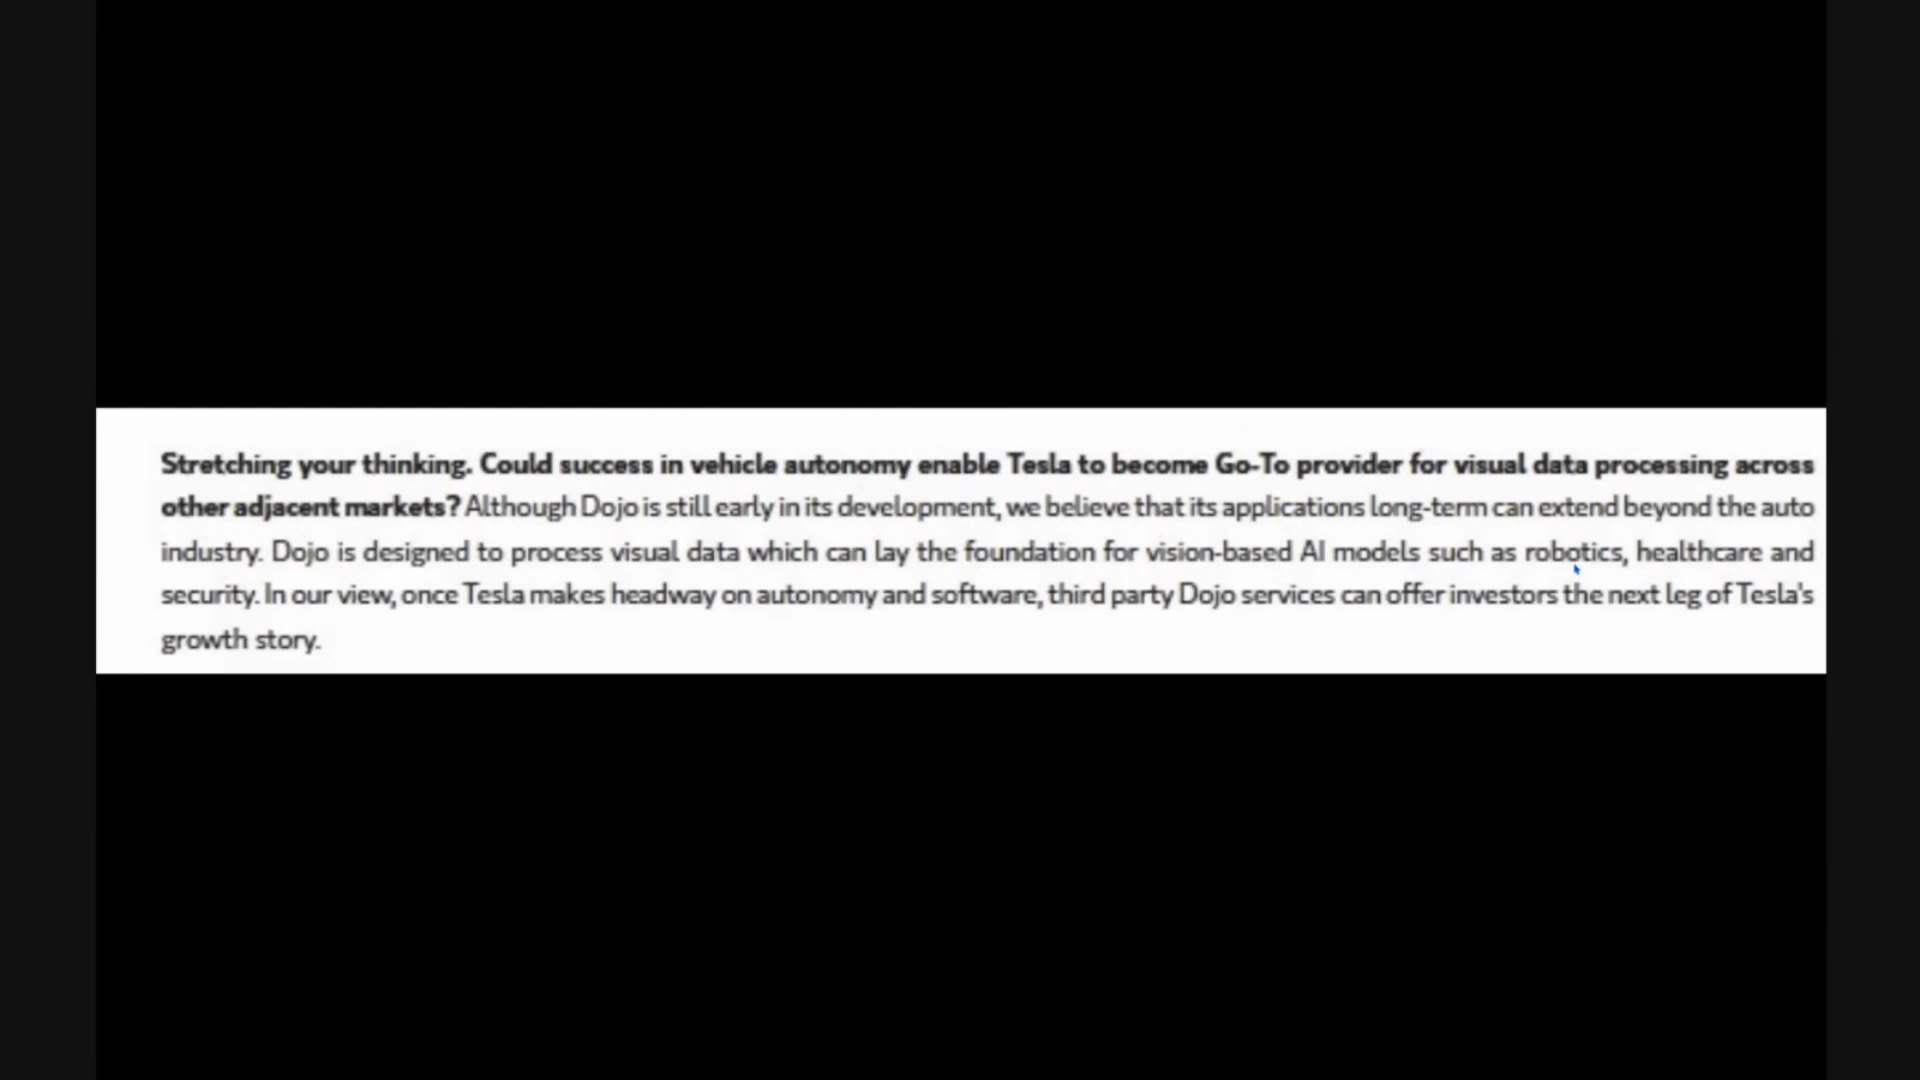 Stretching your thinking. Could success in vehicle autonomy enable Tesla to become Go-To provider for visual data processing across
other adjacent markets? Although Dojo is still early in its development, we believe that its applications long-term can extend beyond the auto
industry. Dojo is designed to process visual data which can lay the foundation for vision-based AI models such as robotics, healthcare and
security. In our view, once Tesla makes headway on autonomy and software, third party Dojo services can offer investors the next leg of Tesla's
growth story.